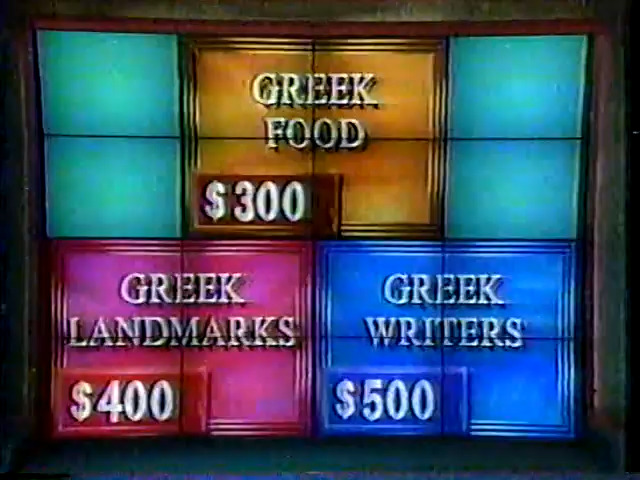 GREEK
FOOD
$300
GREEK
LANDMARKS
$400
GREEK
WRITERS
$500